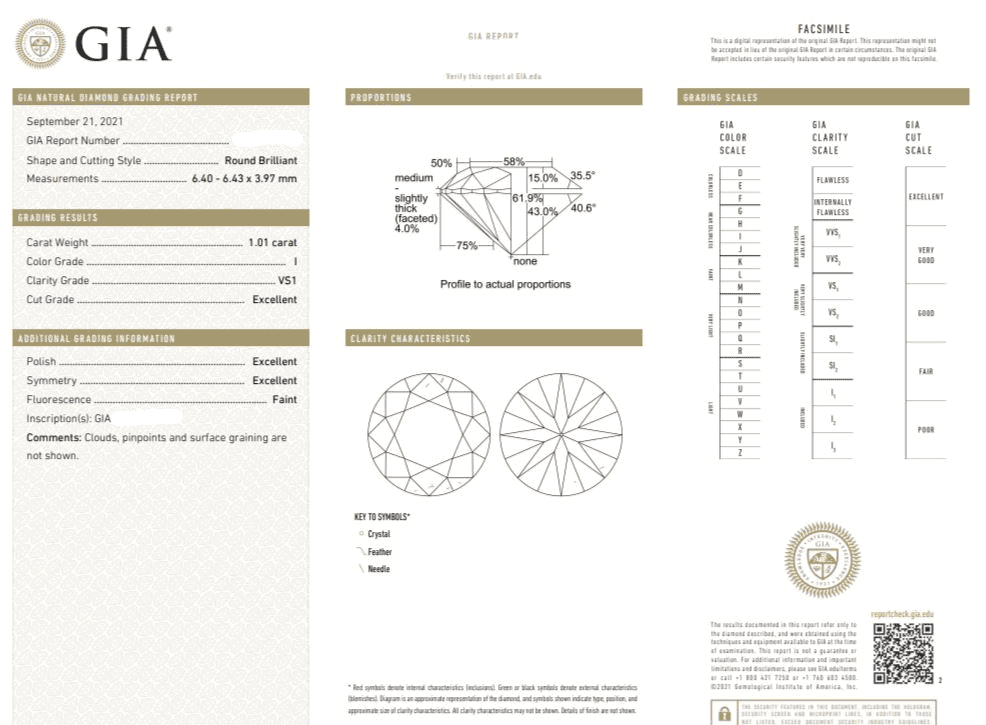 GIA®
GIA REPORT
Verify this report at GIA.edu
FACSIMILE
This is a digital representation of the original GIA Report. This representation might not
be accepted in lieu of the original GIA Report in certain circumstances. The original GIA
Report includes certain security features which are not reproducible on this facsimile.
GIA NATURAL DIAMOND GRADING REPORT
September 21, 2021
GIA Report Number
Shape and Cutting Style Round Brilliant
Measurements 6.40 - 6.43 x 3.97 mm
GRADING RESULTS
Carat Weight 1.01 carat
Color Grade I
Clarity Grade VS1
Cut Grade Excellent
ADDITIONAL GRADING INFORMATION
Polish Excellent
Symmetry Excellent
Fluorescence Faint
Inscription(s): GIA
Comments: Clouds, pinpoints and surface graining are
not shown.
PROPORTIONS
50%
58%
medium
-
slightly
thick
(faceted)
4.0%
15.0%
35.5°
61.9%
43.0%
40.6°
75%
none
Profile to actual proportions
CLARITY CHARACTERISTICS
KEY TO SYMBOLS*
Crystal
Feather
Needle
* Red symbols denote internal characteristics (inclusions). Green or black symbols denote external characteristics
(blemishes). Diagram is an approximate representation of the diamond, and symbols shown indicate type, position, and
approximate size of clarity characteristics. All clarity characteristics may not be shown. Details of finish are not shown.
GRADING SCALES
GIA
COLOR
SCALE
COLORLESS
D
E
F
NEAR COLORLESS
G
H
I
J
FAINT
K
L
M
VERY LIGHT
N
O
P
Q
R
LIGHT
S
T
U
V
W
X
Y
Z
GIA
CLARITY
SCALE
FLAWLESS
INTERNALLY
FLAWLESS
VERY VERY
SLIGHTLY INCLUDED
VVS1
VVS2
VERY SLIGHTLY
INCLUDED
VS1
VS2
SLIGHTLY INCLUDED
SI1
SI2
INCLUDED
I1
I2
I3
GIA
CUT
SCALE
EXCELLENT
VERY
GOOD
GOOD
FAIR
POOR
GIA
reportcheck.gia.edu
The results documented in this report refer only to
the diamond described, and were obtained using the
techniques and equipment available to GIA at the time
of examination. This report is not a guarantee or
valuation. For additional information and important
limitations and disclaimers, please see GIA.edu/terms
or call +1 800 421 7250 or +1 760 603 4500.
©2021 Gemological Institute of America, Inc.
2
THE SECURITY FEATURES IN THIS DOCUMENT, INCLUDING THE HOLOGRAM,
SECURITY SCREEN AND MICROPRINT LINES, IN ADDITION TO THOSE
NOT LISTED, EXCEED DOCUMENT SECURITY INDUSTRY GUIDELINES.